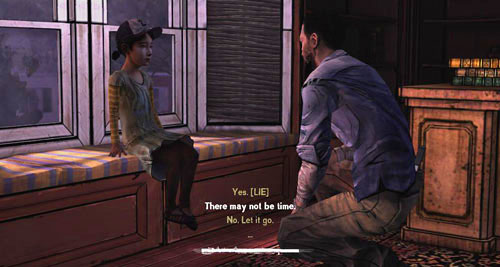 Yes. [LIE]
There may not be time.
No. Let it go.
...